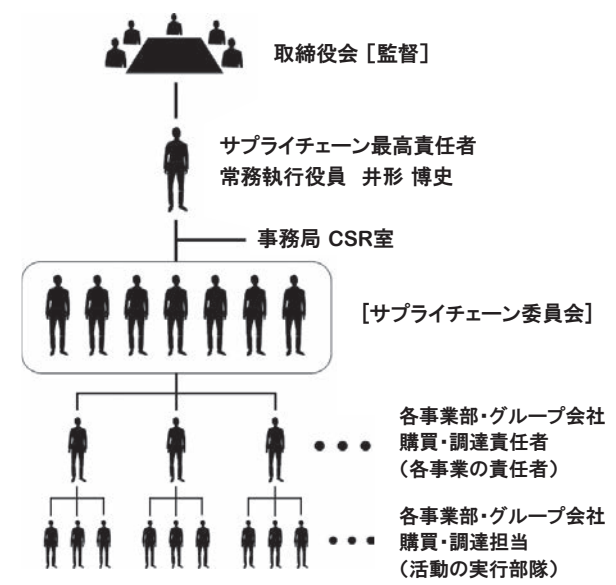 取締役会［監督］
サプライチェーン最高責任者
常務執行役員　井形 博史
事務局 CSR室
［サプライチェーン委員会］
各事業部・グループ会社
購買・調達責任者
（各事業の責任者）
各事業部・グループ会社
購買・調達担当
（活動の実行部隊）